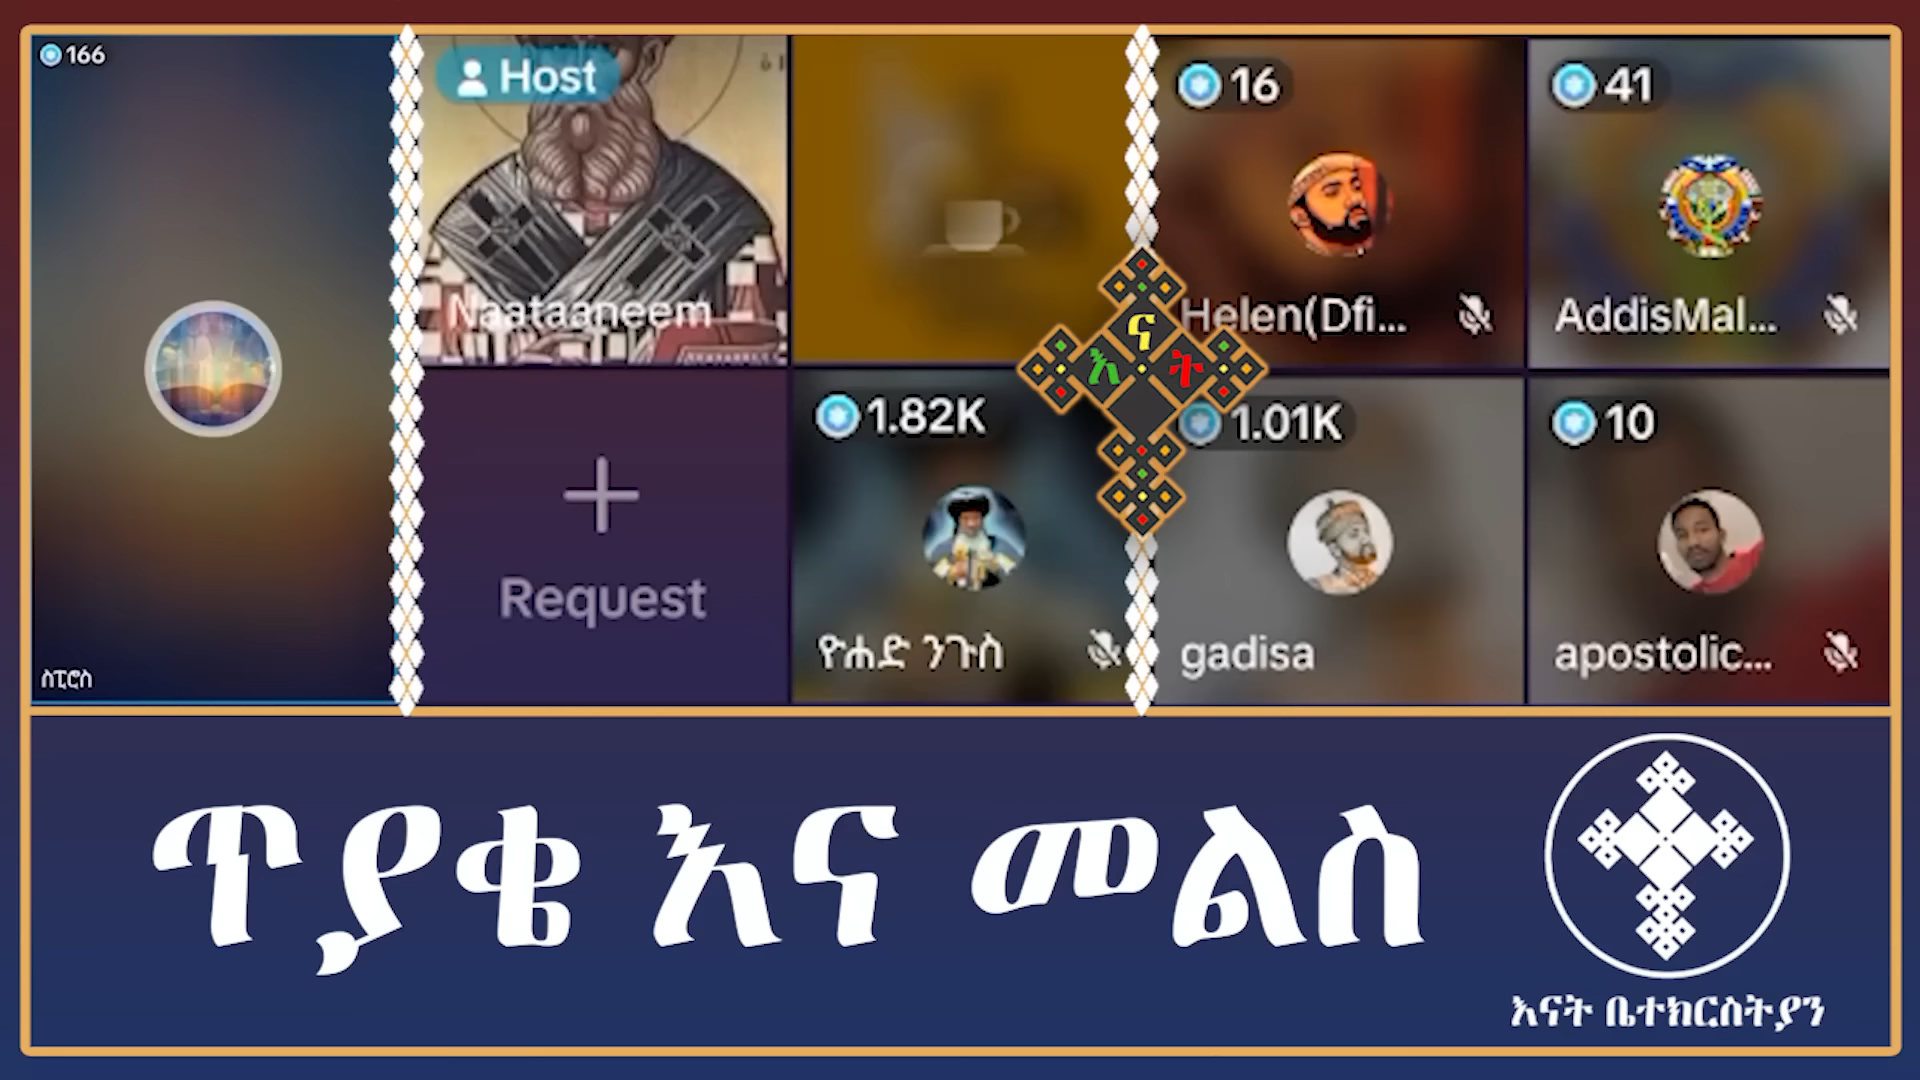 166
ስፒሮስ
Host
Naataaneem
Request
1.82K
ዮሐድ ንጉስ
16
Helen(Dfi...
41
AddisMal...
እናት
1.01K
gadisa
10
apostolic...
ጥያቄ እና መልስ
እናት ቤተክርስትያን